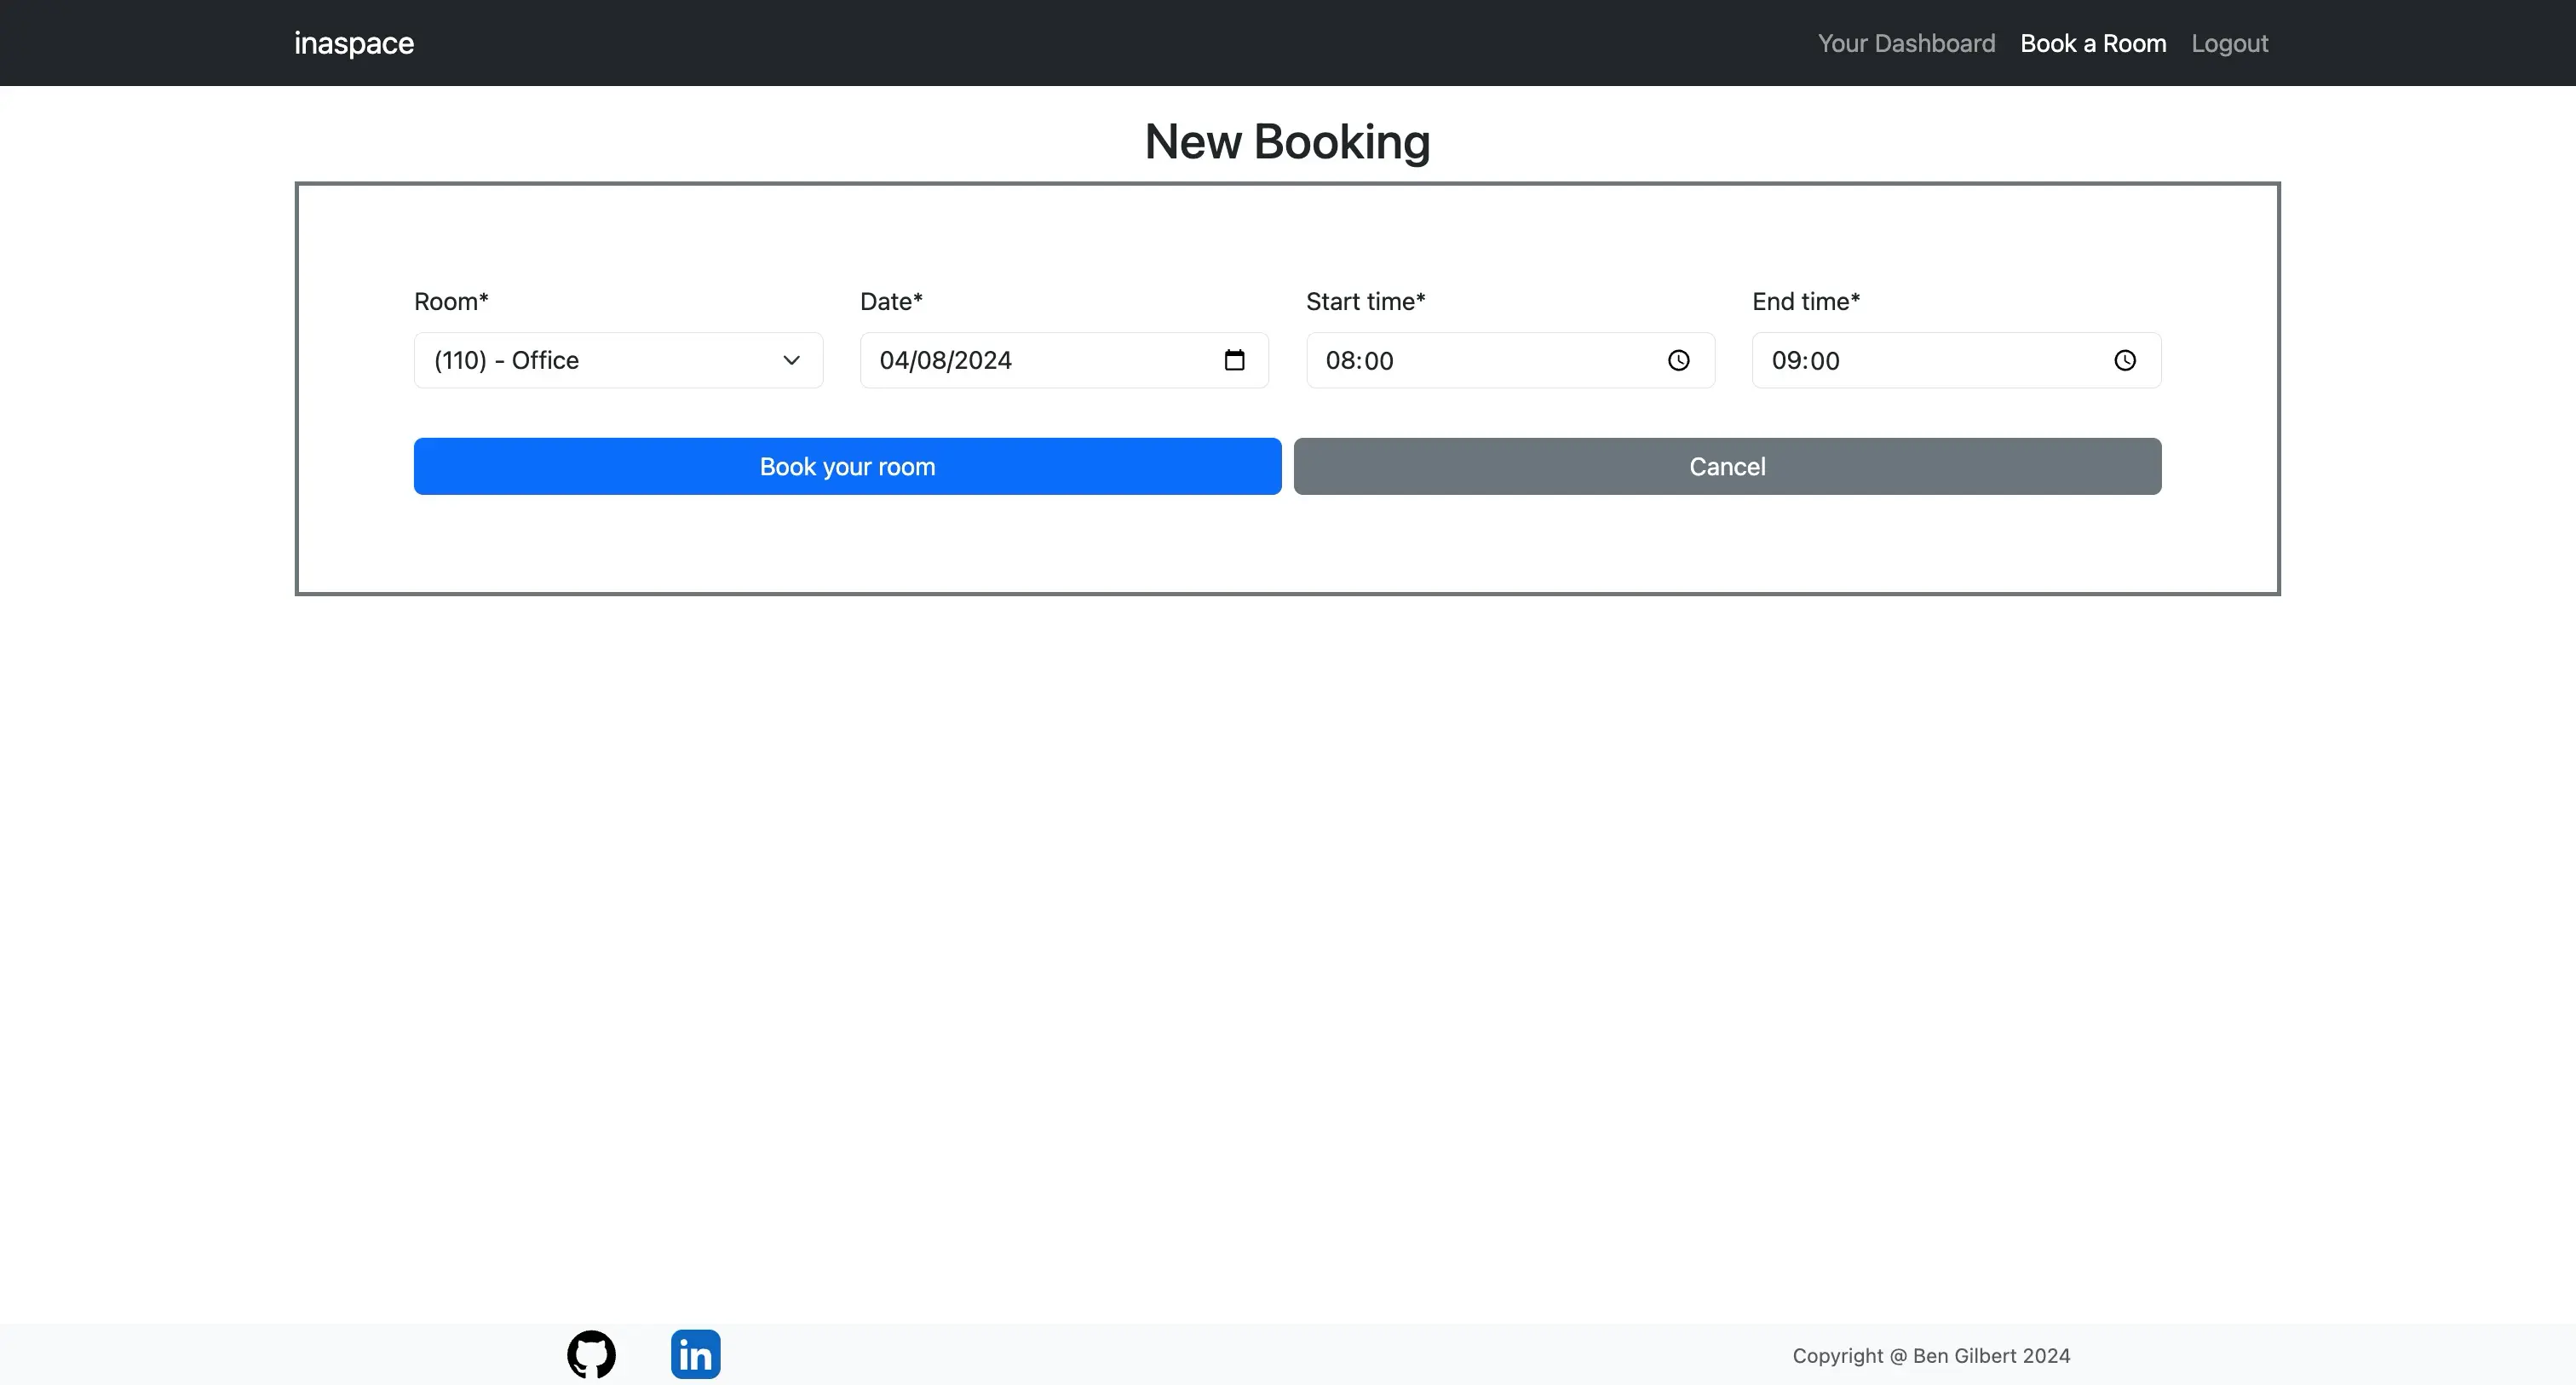 inaspace
Your Dashboard Book a Room Logout
New Booking
Room* Date* Start time* End time*
(110) - Office 04/08/2024 08:00 09:00
Book your room Cancel
in Copyright @ Ben Gilbert 2024